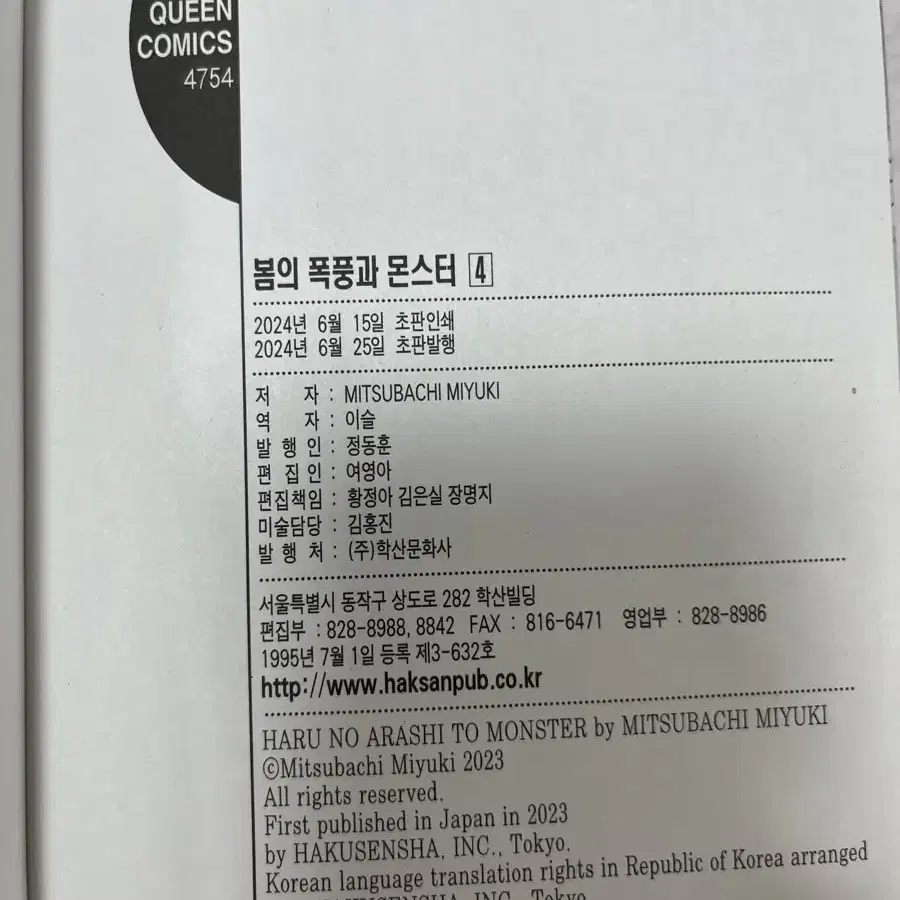 QUEEN
COMICS
4754
봄의 폭풍과 몬스터 4
2024년 6월 15일 초판인쇄
2024년 6월 25일 초판발행
저 자 : MITSUBACHI MIYUKI
역 자 : 이슬
발 행 인 : 정동훈
편 집 인 : 여영아
편집책임 : 황정아 김은실 장명지
미술담당 : 김홍진
발 행 처 : (주)학산문화사
서울특별시 동작구 상도로 282 학산빌딩
편집부 : 828-8988, 8842 FAX : 816-6471 영업부 : 828-8986
1995년 7월 1일 등록 제3-632호
http://www.haksanpub.co.kr
HARU NO ARASHI TO MONSTER by MITSUBACHI MIYUKI
©Mitsubachi Miyuki 2023
All rights reserved.
First published in Japan in 2023
by HAKUSENSHA, INC., Tokyo.
Korean language translation rights in Republic of Korea arranged
HAKUSENSHA, INC., Tokyo